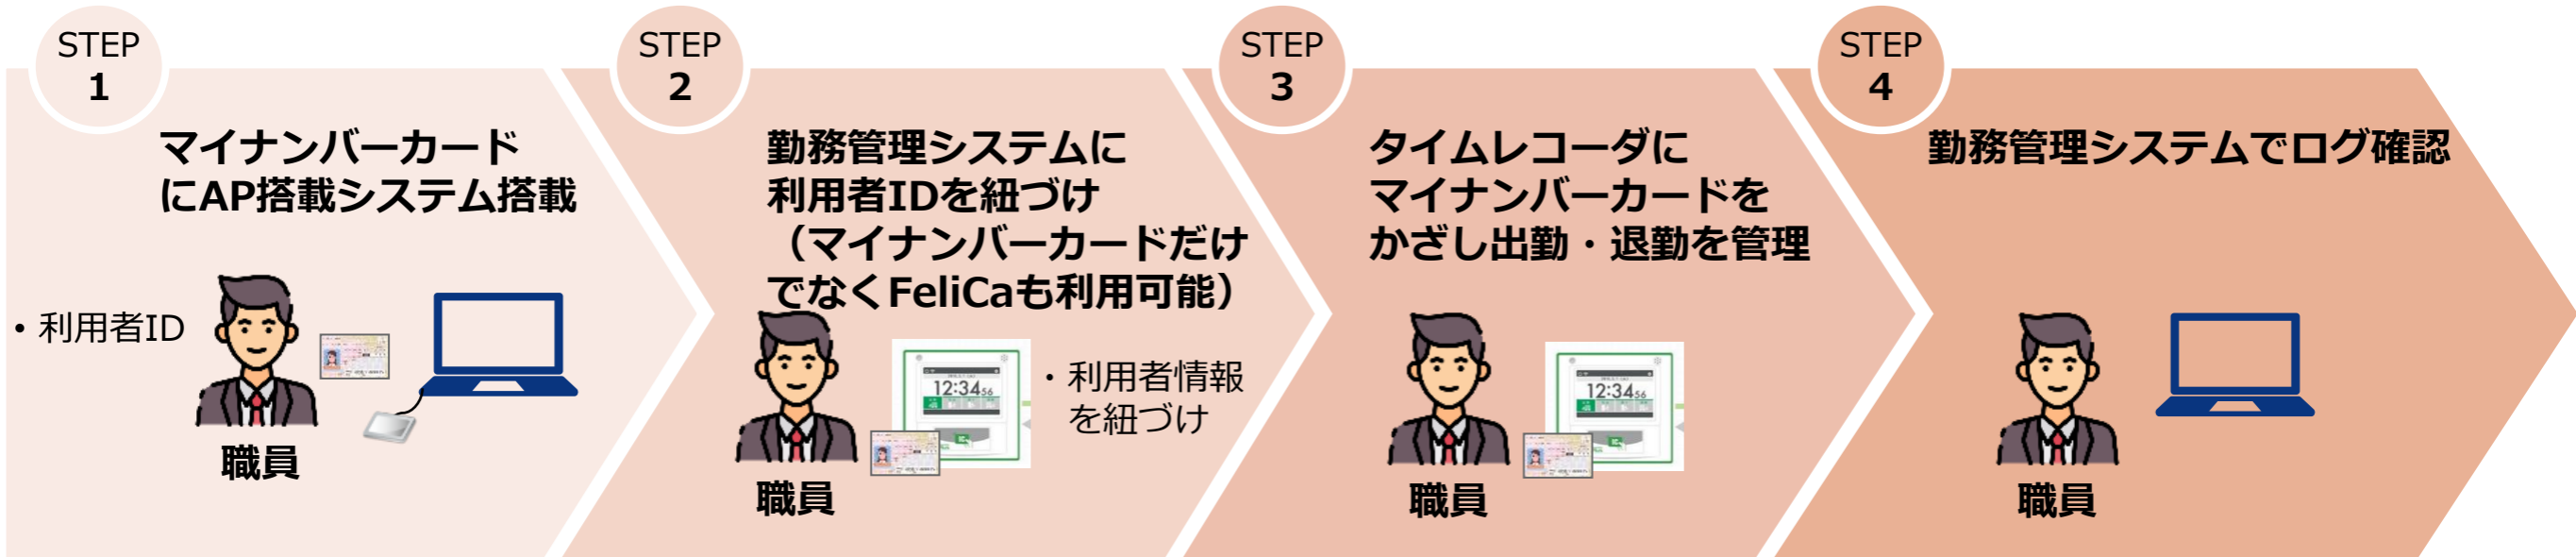 STEP
1
マイナンバーカード
にAP搭載システム搭載
・利用者ID
職員
STEP
2
勤務管理システムに
利用者IDを紐づけ
（マイナンバーカードだけ
でなくFeliCaも利用可能）
12:34 56
・利用者情報
を紐づけ
職員
STEP
3
タイムレコーダに
マイナンバーカードを
かざし出勤・退勤を管理
12:34 56
職員
STEP
4
勤務管理システムでログ確認
職員